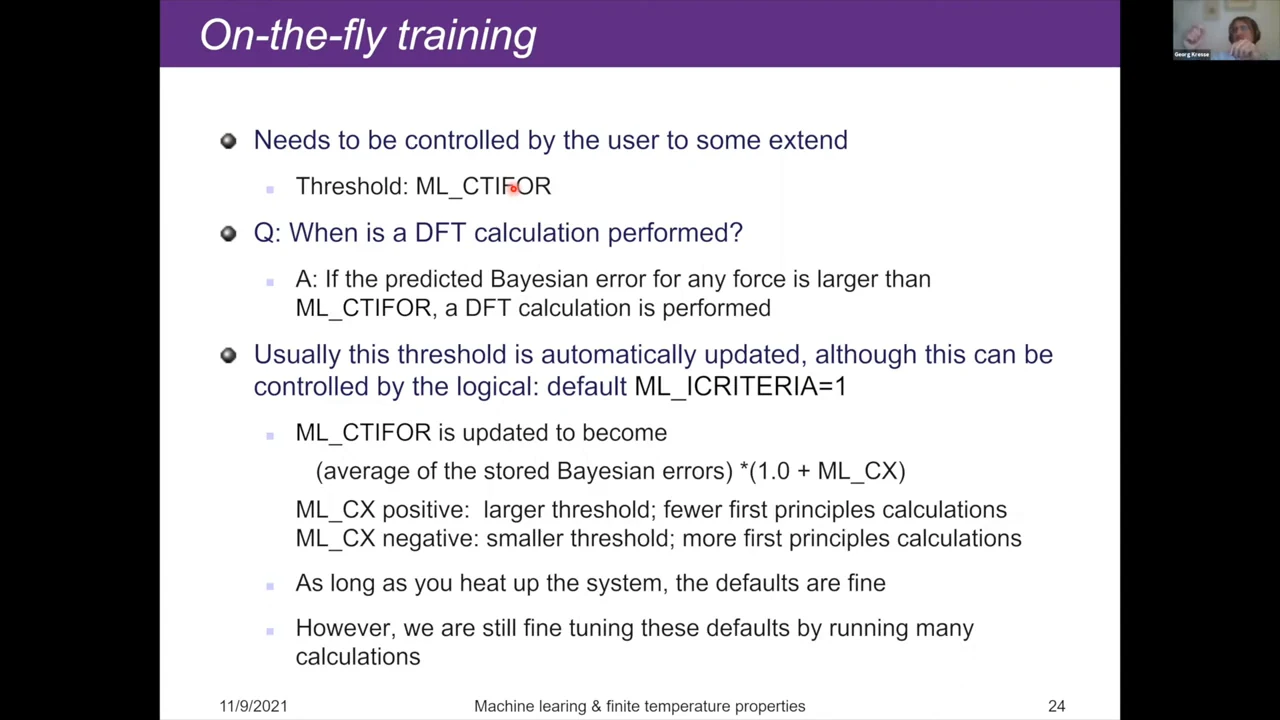 On-the-fly training
Georg Kresse
Needs to be controlled by the user to some extend
Threshold: ML_CTIFOR
Q: When is a DFT calculation performed?
A: If the predicted Bayesian error for any force is larger than
ML_CTIFOR, a DFT calculation is performed
Usually this threshold is automatically updated, although this can be
controlled by the logical: default ML_ICRITERIA=1
ML_CTIFOR is updated to become
(average of the stored Bayesian errors) *(1.0 + ML_CX)
ML_CX positive: larger threshold; fewer first principles calculations
ML_CX negative: smaller threshold; more first principles calculations
As long as you heat up the system, the defaults are fine
However, we are still fine tuning these defaults by running many
calculations
11/9/2021 Machine learing & finite temperature properties 24